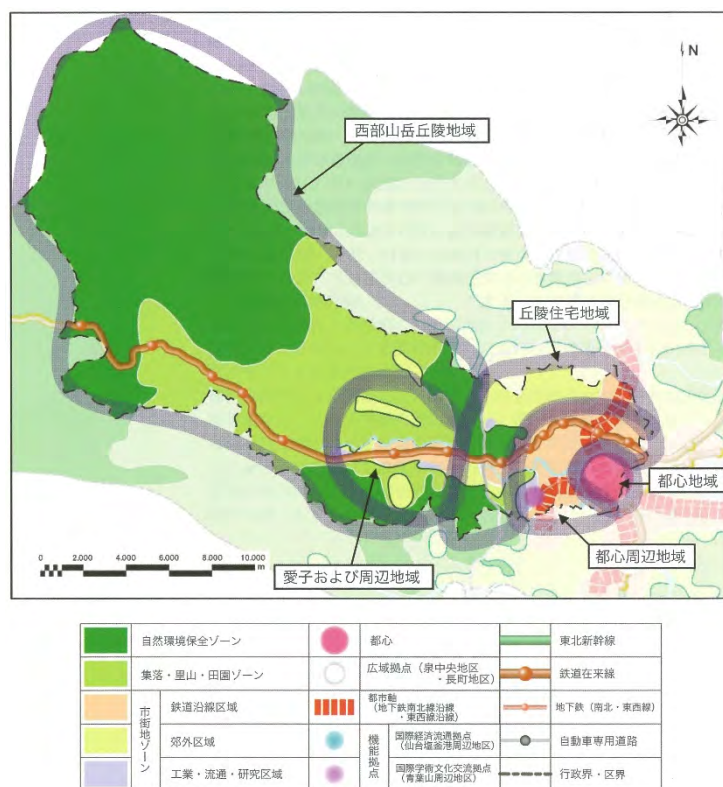 N
西部山岳丘陵地域
丘陵住宅地域
都心地域
都心周辺地域
愛子および周辺地域
0 2.000 4.000 6.000 8.000 10.000
m
自然環境保全ゾーン
都心
東北新幹線
集落・里山・田園ゾーン
広域拠点（泉中央地区
・長町地区）
鉄道在来線
市街地ゾーン
鉄道沿線区域
都市軸
（地下鉄南北線沿線
・東西線沿線）
地下鉄（南北・東西線）
郊外区域
機能拠点
国際経済流通拠点
（仙台塩釜港周辺地区）
自動車専用道路
工業・流通・研究区域
国際学術文化交流拠点
（青葉山周辺地区）
行政界・区界